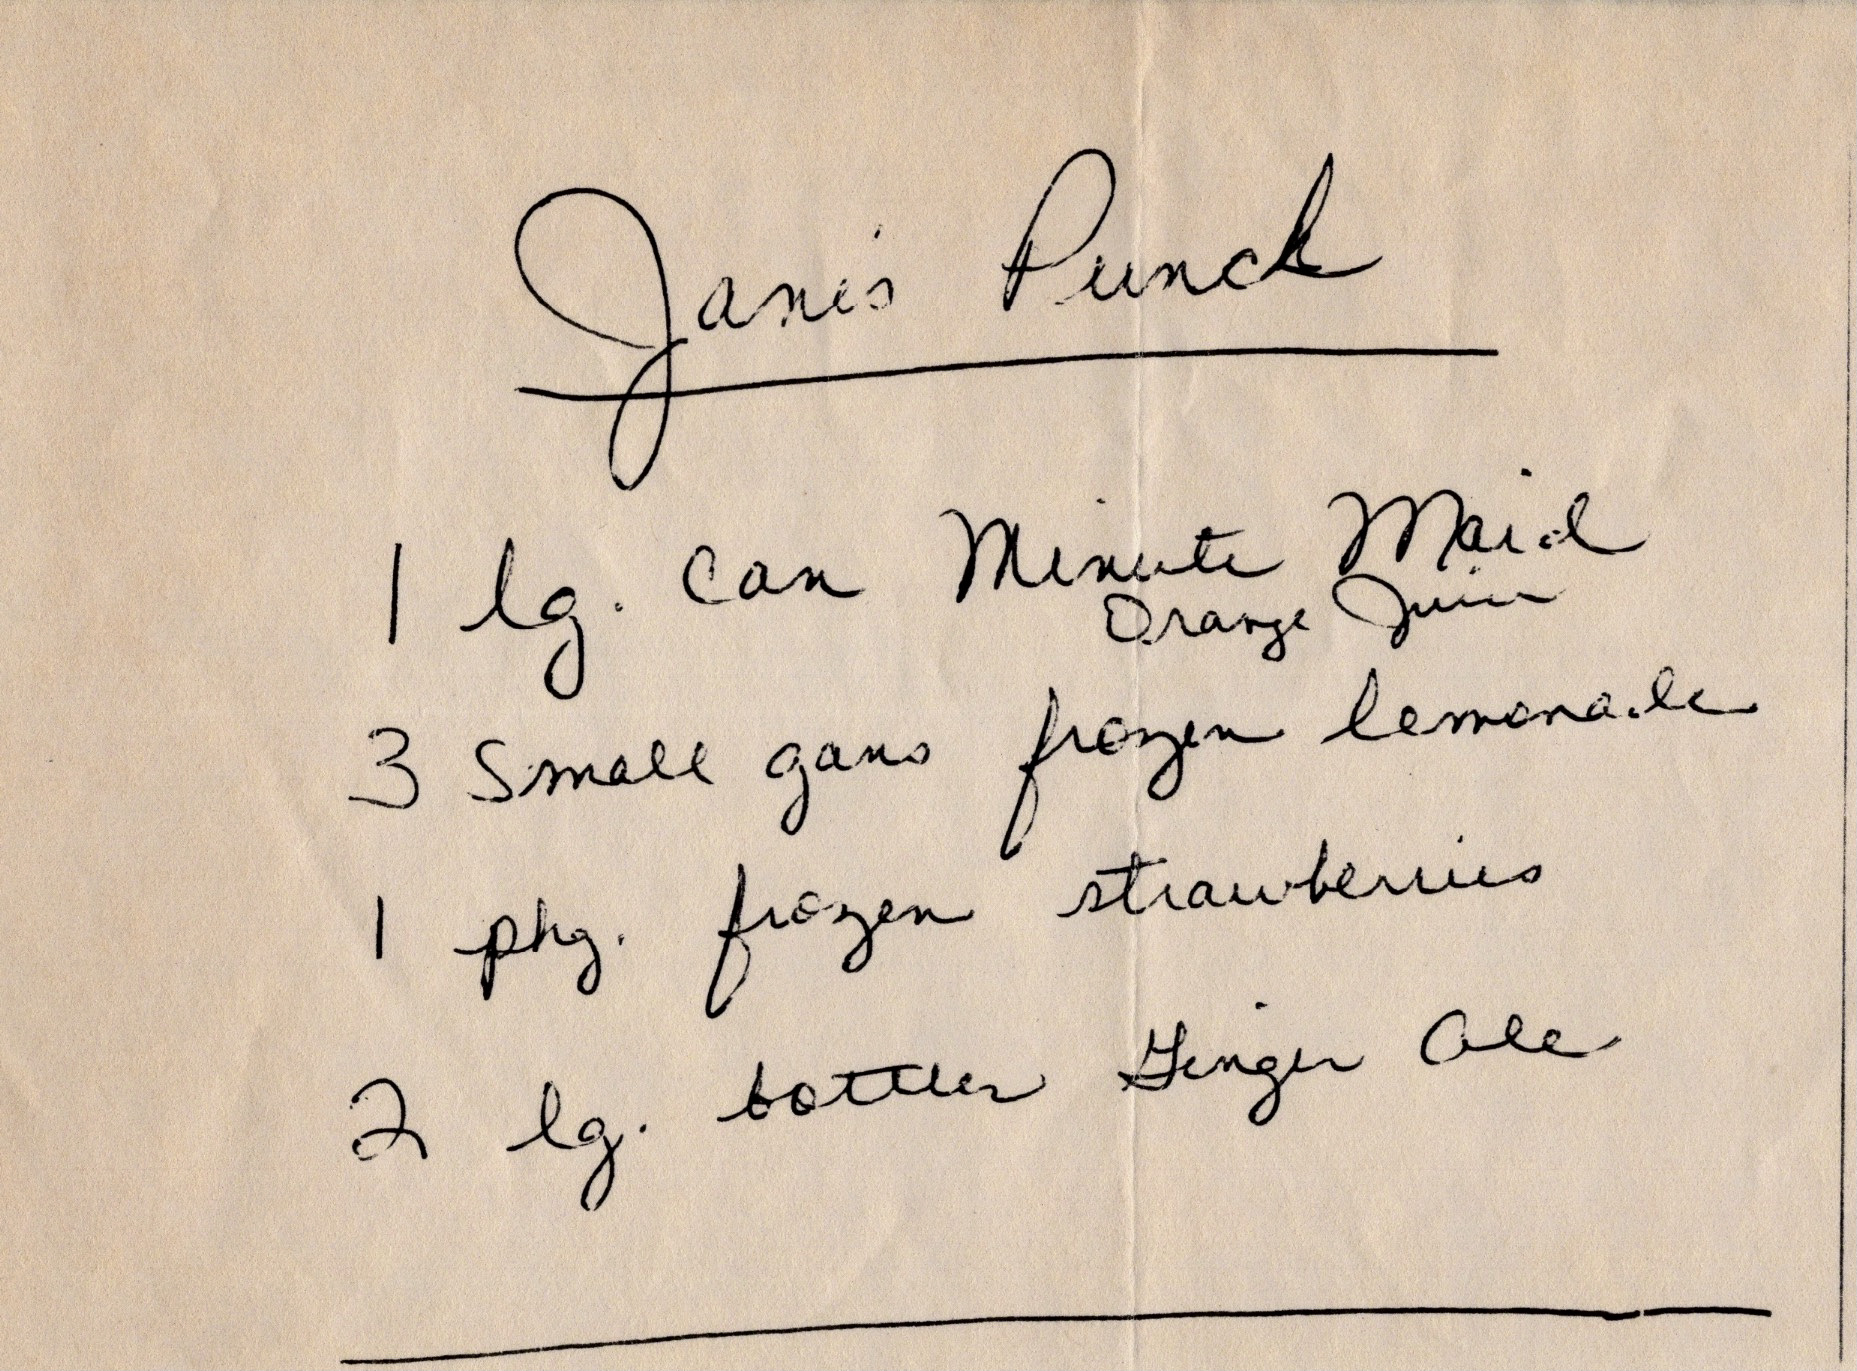 Janis Punch
1 lg. can Minute Maid
Orange Juice
3 small gans frozen lemonade
1 pkg. frozen strawberries
2 lg. bottles Ginger Ale